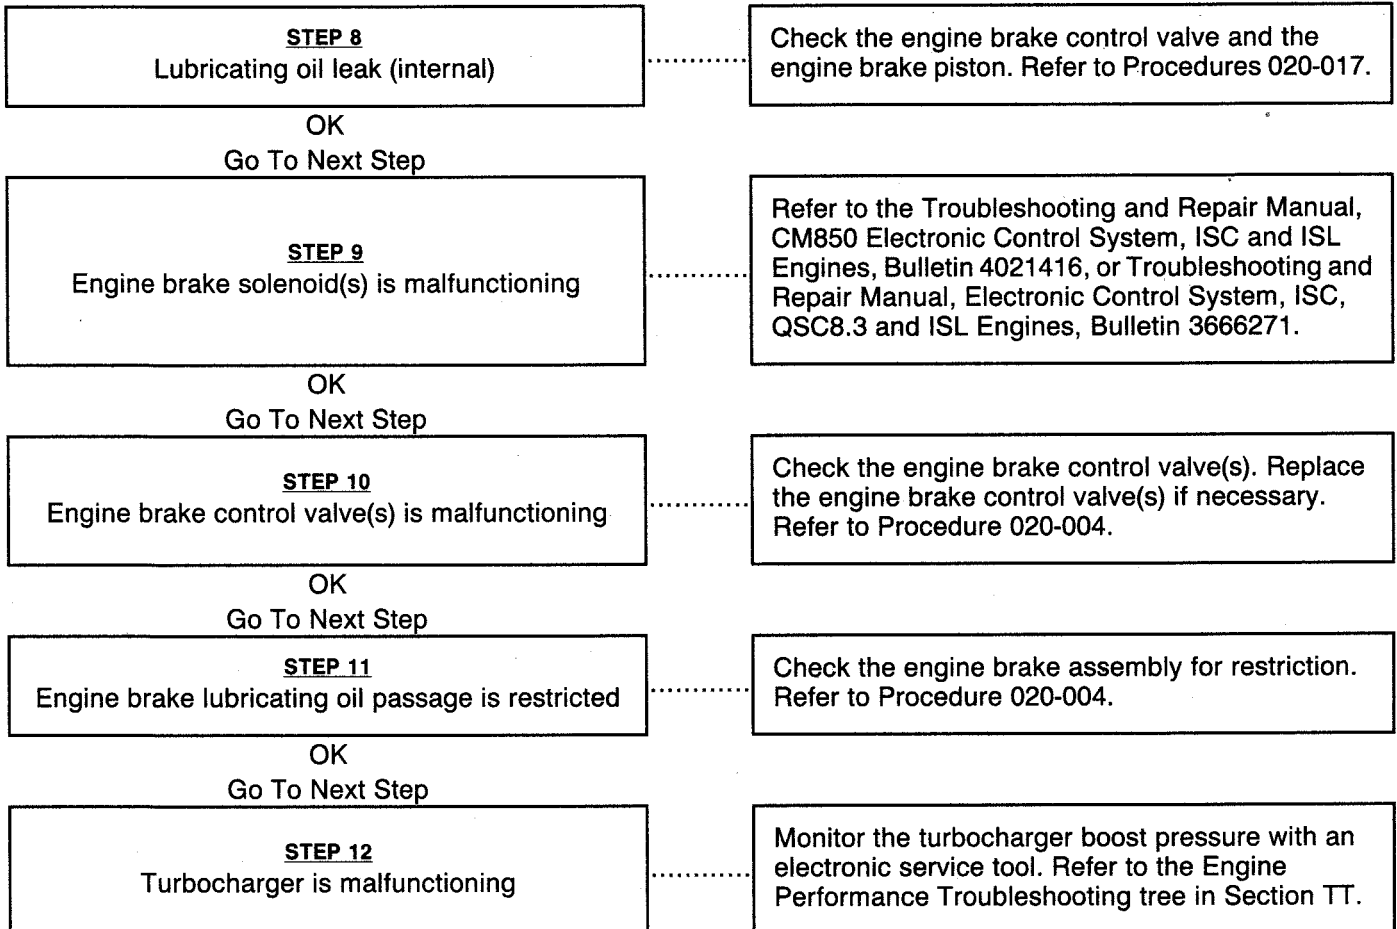 STEP 8
Lubricating oil leak (internal)
Check the engine brake control valve and the
engine brake piston. Refer to Procedures 020-017.
OK
Go To Next Step
STEP 9
Engine brake solenoid(s) is malfunctioning
Refer to the Troubleshooting and Repair Manual,
CM850 Electronic Control System, ISC and ISL
Engines, Bulletin 4021416, or Troubleshooting and
Repair Manual, Electronic Control System, ISC,
QSC8.3 and ISL Engines, Bulletin 3666271.
OK
Go To Next Step
STEP 10
Engine brake control valve(s) is malfunctioning
Check the engine brake control valve(s). Replace
the engine brake control valve(s) if necessary.
Refer to Procedure 020-004.
OK
Go To Next Step
STEP 11
Engine brake lubricating oil passage is restricted
Check the engine brake assembly for restriction.
Refer to Procedure 020-004.
OK
Go To Next Step
STEP 12
Turbocharger is malfunctioning
Monitor the turbocharger boost pressure with an
electronic service tool. Refer to the Engine
Performance Troubleshooting tree in Section TT.